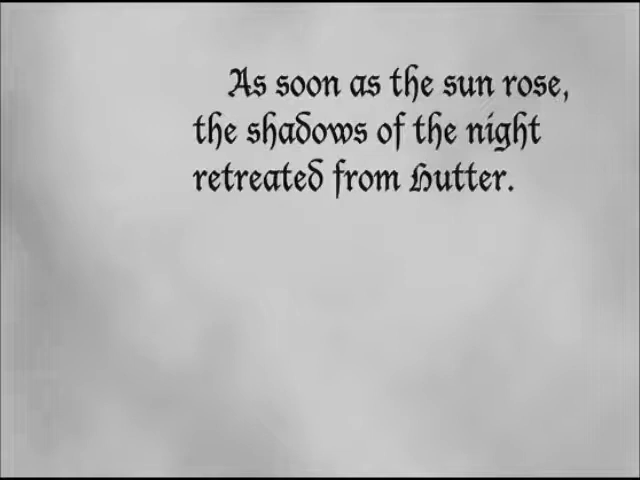 As soon as the sun rose,
the shadows of the night
retreated from Hutter.